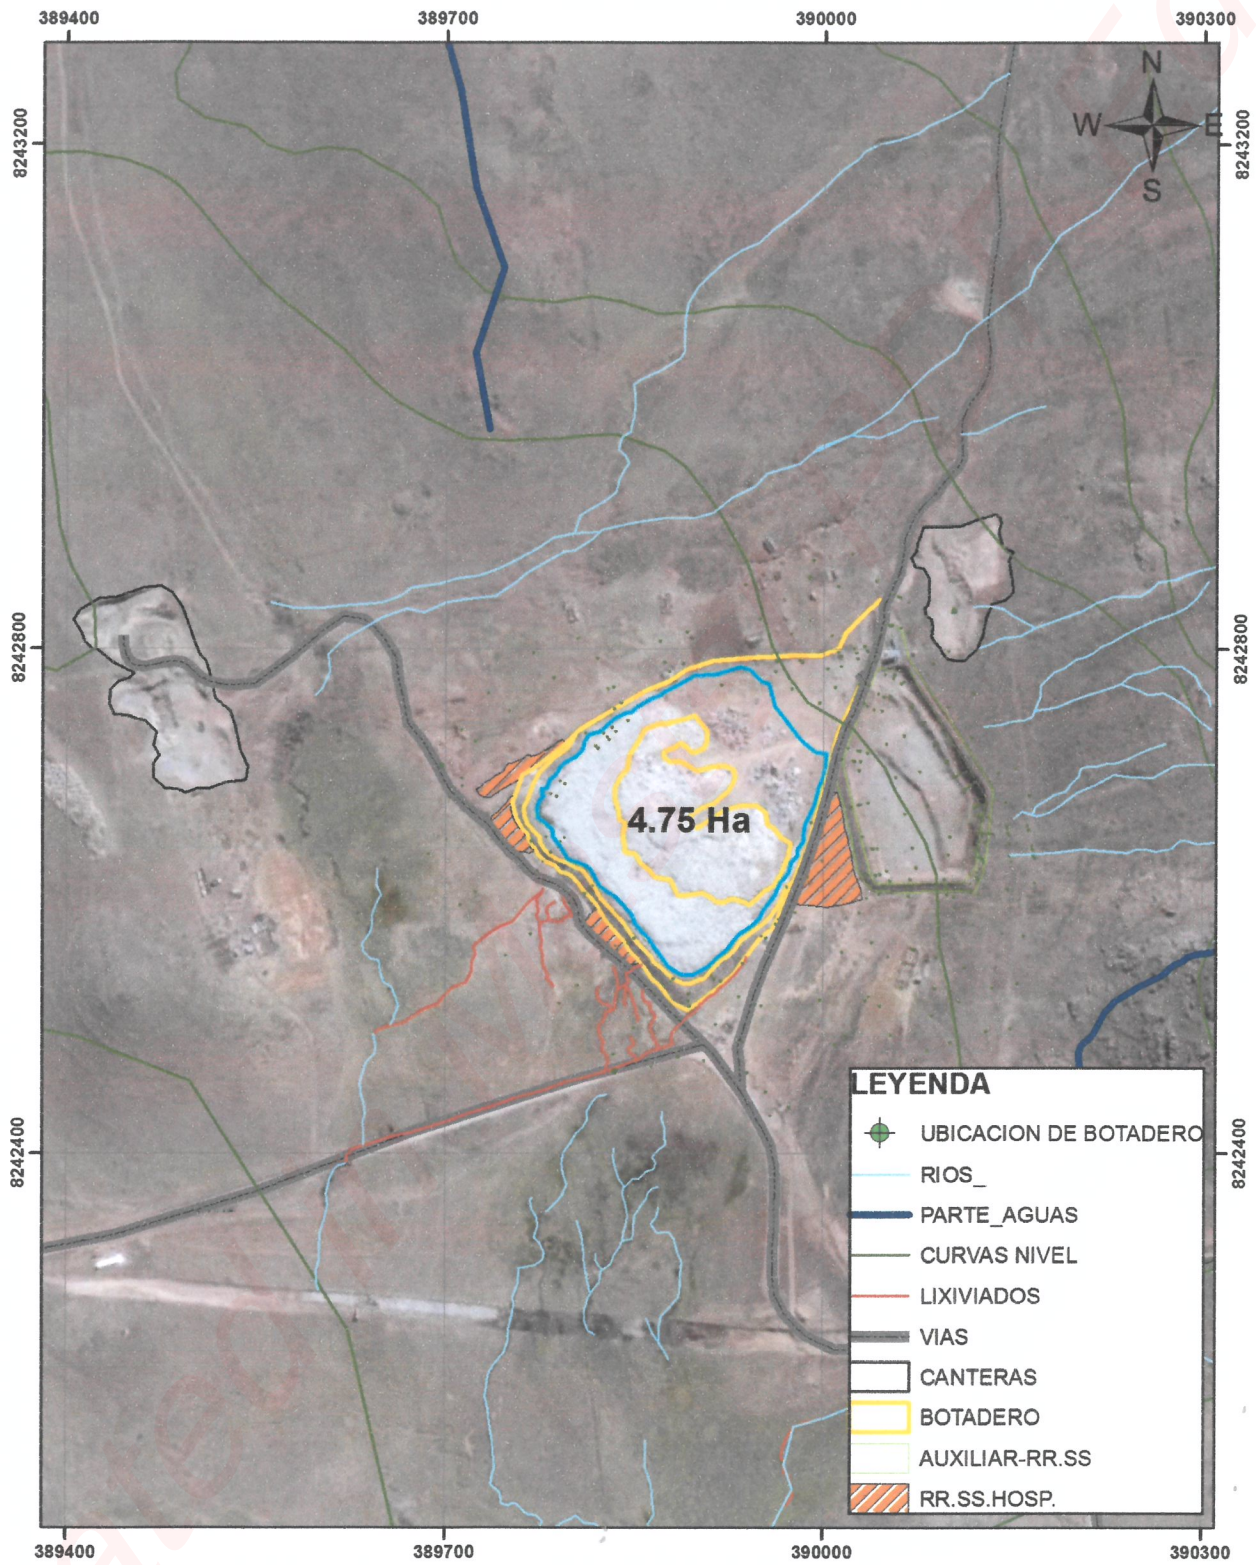 389400 389700 390000 390300
N
W E
S
8243200 8243200
8242800 8242800
4.75 Ha
8242400 8242400
LEYENDA
UBICACION DE BOTADERO
RIOS_
PARTE_AGUAS
CURVAS NIVEL
LIXIVIADOS
VIAS
CANTERAS
BOTADERO
AUXILIAR-RR.SS
RR.SS.HOSP.
389400 389700 390000 390300